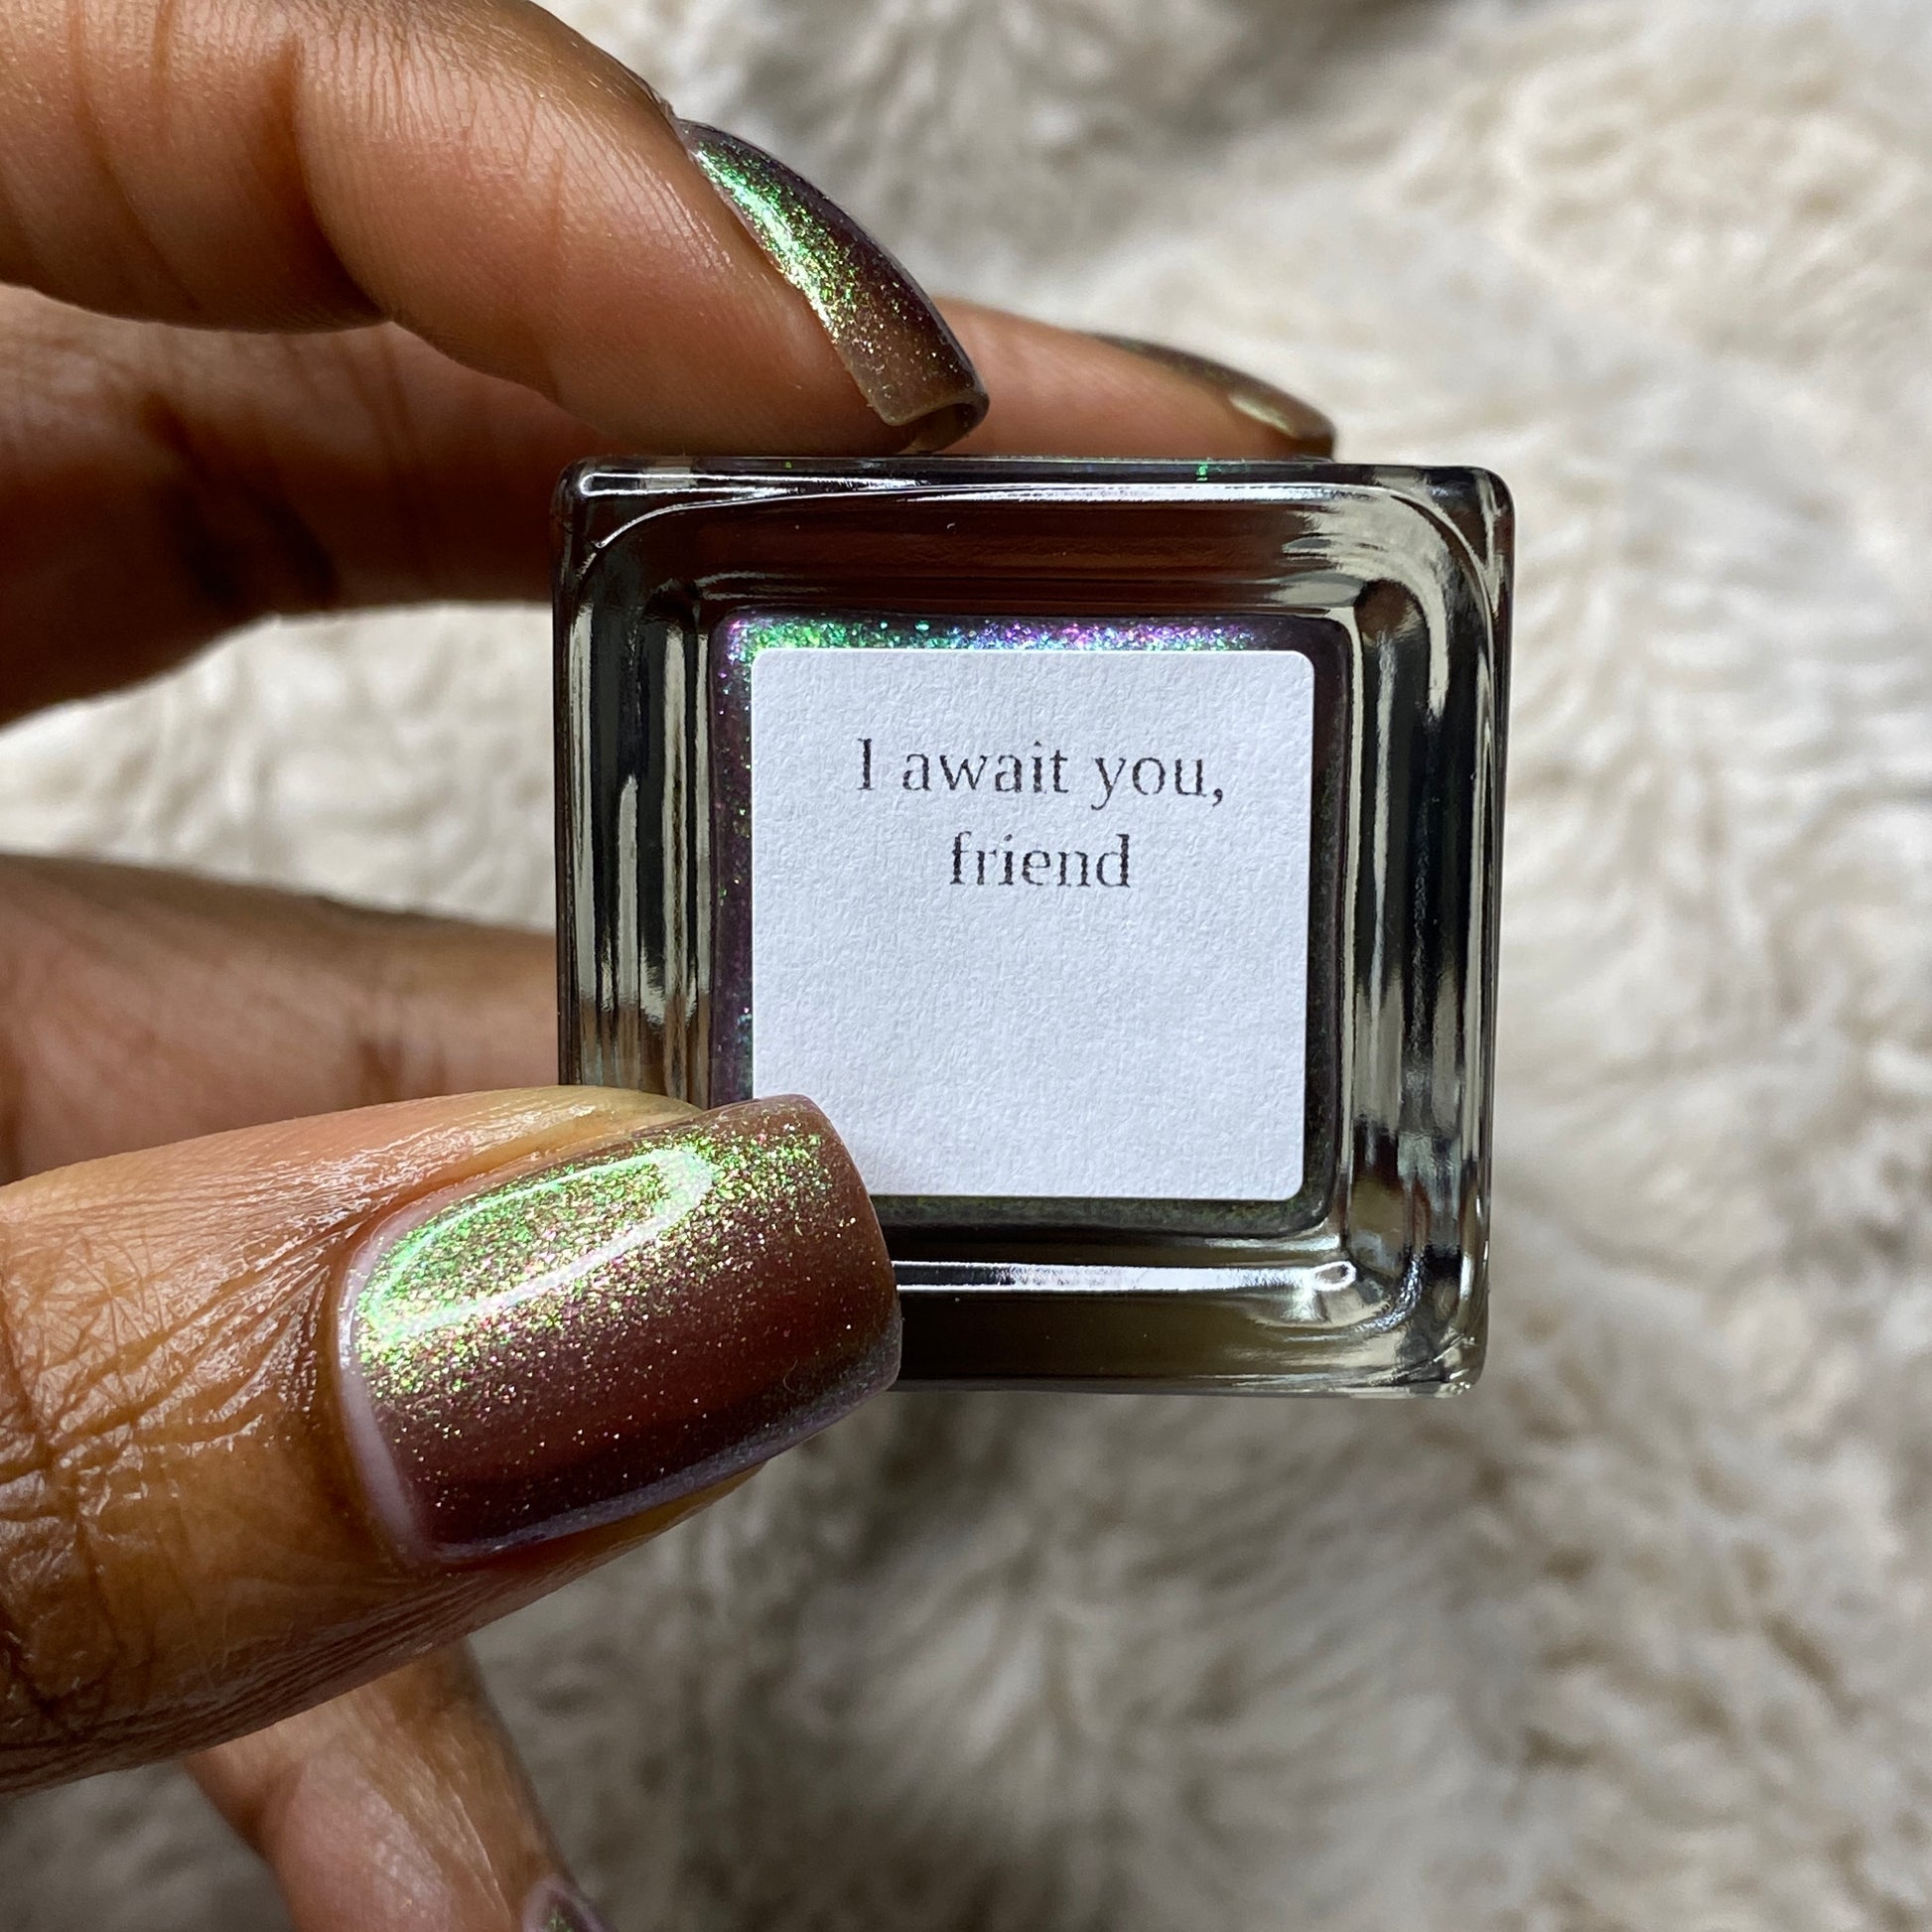 I await you,
friend